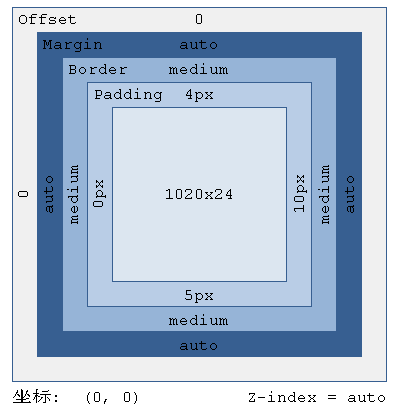 Offset 0
Margin auto
Border medium
Padding 4px
0 auto medium 0px 1020x24 10px medium auto
5px
medium
auto
坐标: (0, 0) Z-index = auto